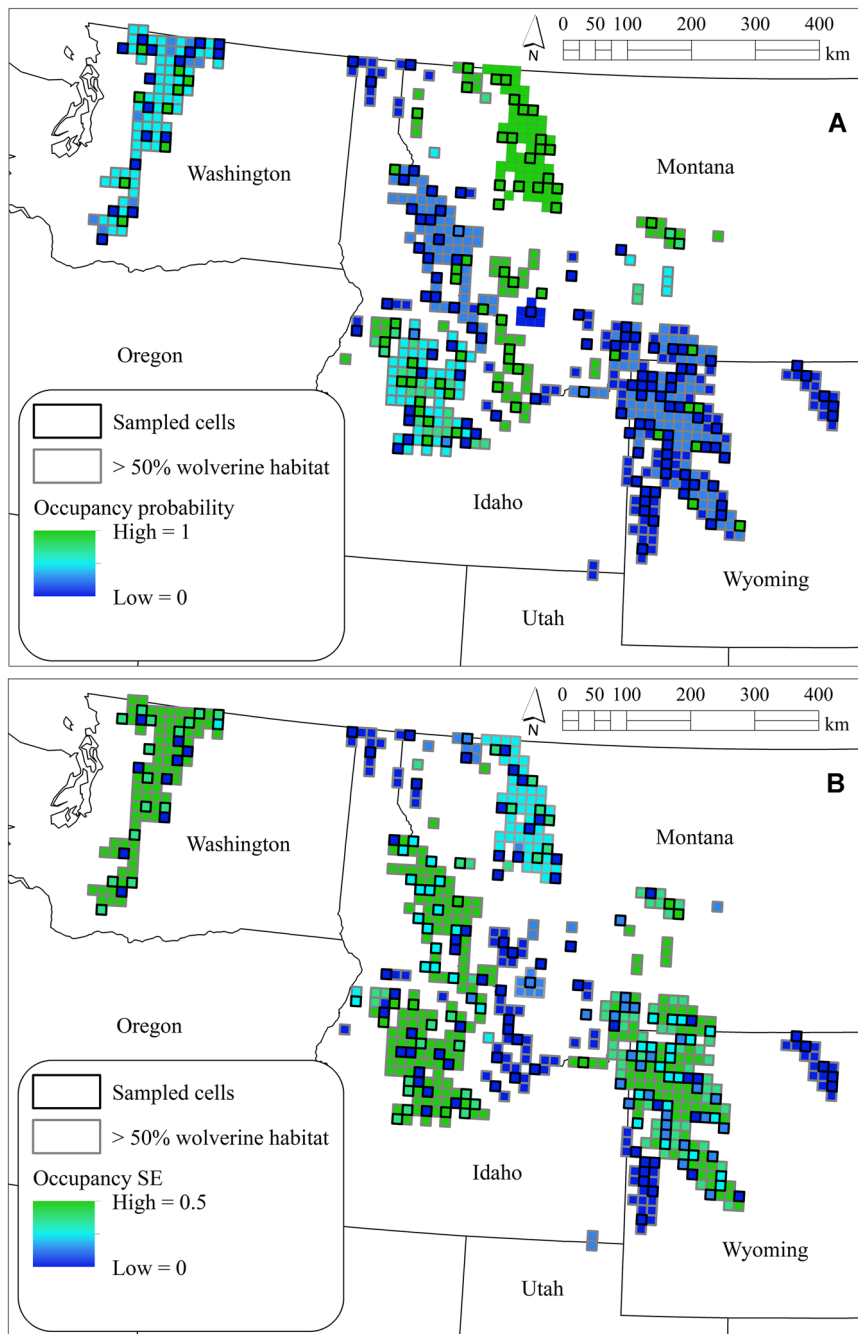 N
0 50 100 200 300 400
km
A
Washington
Montana
Oregon
Sampled cells
> 50% wolverine habitat
Occupancy probability
High = 1
Low = 0
Idaho
Wyoming
Utah
N
0 50 100 200 300 400
km
B
Washington
Montana
Oregon
Sampled cells
> 50% wolverine habitat
Occupancy SE
High = 0.5
Low = 0
Idaho
Wyoming
Utah